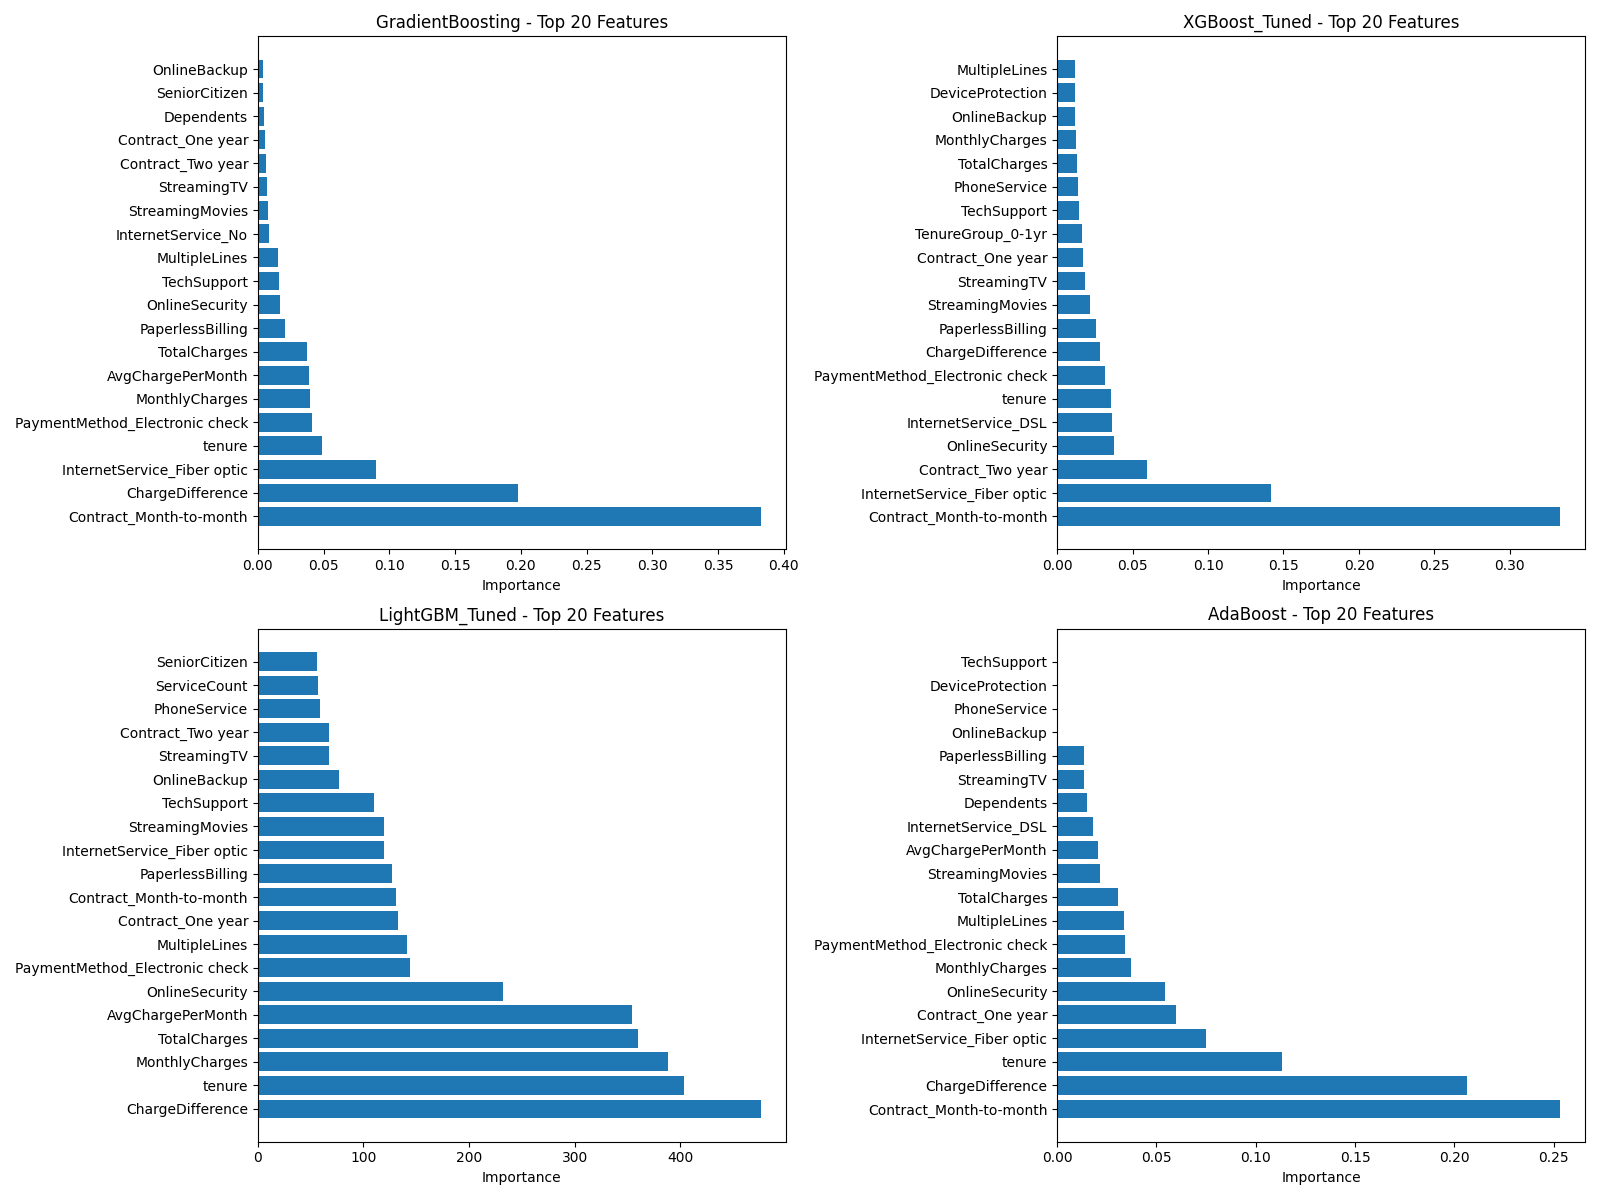 GradientBoosting - Top 20 Features
OnlineBackup
SeniorCitizen
Dependents
Contract_One year
Contract_Two year
StreamingTV
StreamingMovies
InternetService_No
MultipleLines
TechSupport
OnlineSecurity
PaperlessBilling
TotalCharges
AvgChargePerMonth
MonthlyCharges
PaymentMethod_Electronic check
tenure
InternetService_Fiber optic
ChargeDifference
Contract_Month-to-month
0.00 0.05 0.10 0.15 0.20 0.25 0.30 0.35 0.40
Importance
XGBoost_Tuned - Top 20 Features
MultipleLines
DeviceProtection
OnlineBackup
MonthlyCharges
TotalCharges
PhoneService
TechSupport
TenureGroup_0-1yr
Contract_One year
StreamingTV
StreamingMovies
PaperlessBilling
ChargeDifference
PaymentMethod_Electronic check
tenure
InternetService_DSL
OnlineSecurity
Contract_Two year
InternetService_Fiber optic
Contract_Month-to-month
0.00 0.05 0.10 0.15 0.20 0.25 0.30
Importance
LightGBM_Tuned - Top 20 Features
SeniorCitizen
ServiceCount
PhoneService
Contract_Two year
StreamingTV
OnlineBackup
TechSupport
StreamingMovies
InternetService_Fiber optic
PaperlessBilling
Contract_Month-to-month
Contract_One year
MultipleLines
PaymentMethod_Electronic check
OnlineSecurity
AvgChargePerMonth
TotalCharges
MonthlyCharges
tenure
ChargeDifference
0 100 200 300 400
Importance
AdaBoost - Top 20 Features
TechSupport
DeviceProtection
PhoneService
OnlineBackup
PaperlessBilling
StreamingTV
Dependents
InternetService_DSL
AvgChargePerMonth
StreamingMovies
TotalCharges
MultipleLines
PaymentMethod_Electronic check
MonthlyCharges
OnlineSecurity
Contract_One year
InternetService_Fiber optic
tenure
ChargeDifference
Contract_Month-to-month
0.00 0.05 0.10 0.15 0.20 0.25
Importance